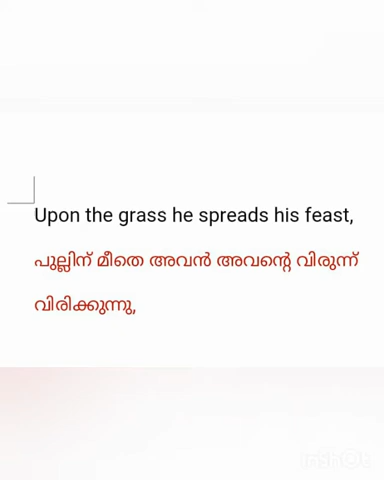 Upon the grass he spreads his feast,
പുല്ലിന് മീതെ അവൻ അവന്റെ വിരുന്ന്
വിരിക്കുന്നു,